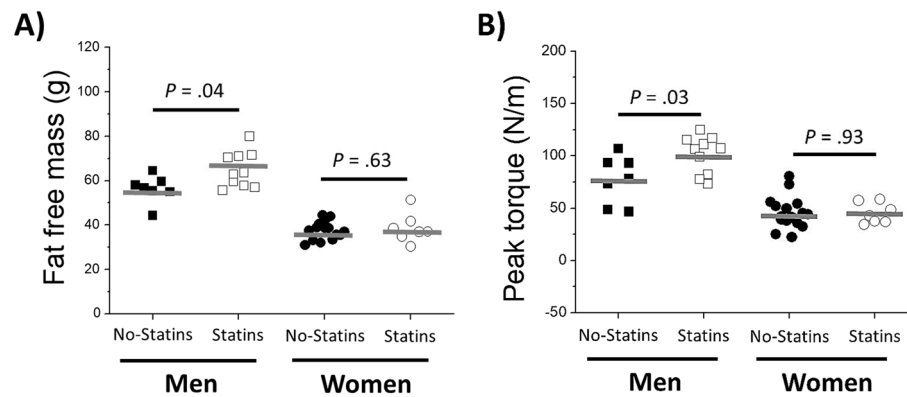 A)
Fat free mass (g)
120
100
80
60
40
20
0
P = .04
P = .63
No-Statins Statins No-Statins Statins
Men Women
B)
Peak torque (N/m)
200
150
100
50
0
-50
P = .03
P = .93
No-Statins Statins No-Statins Statins
Men Women